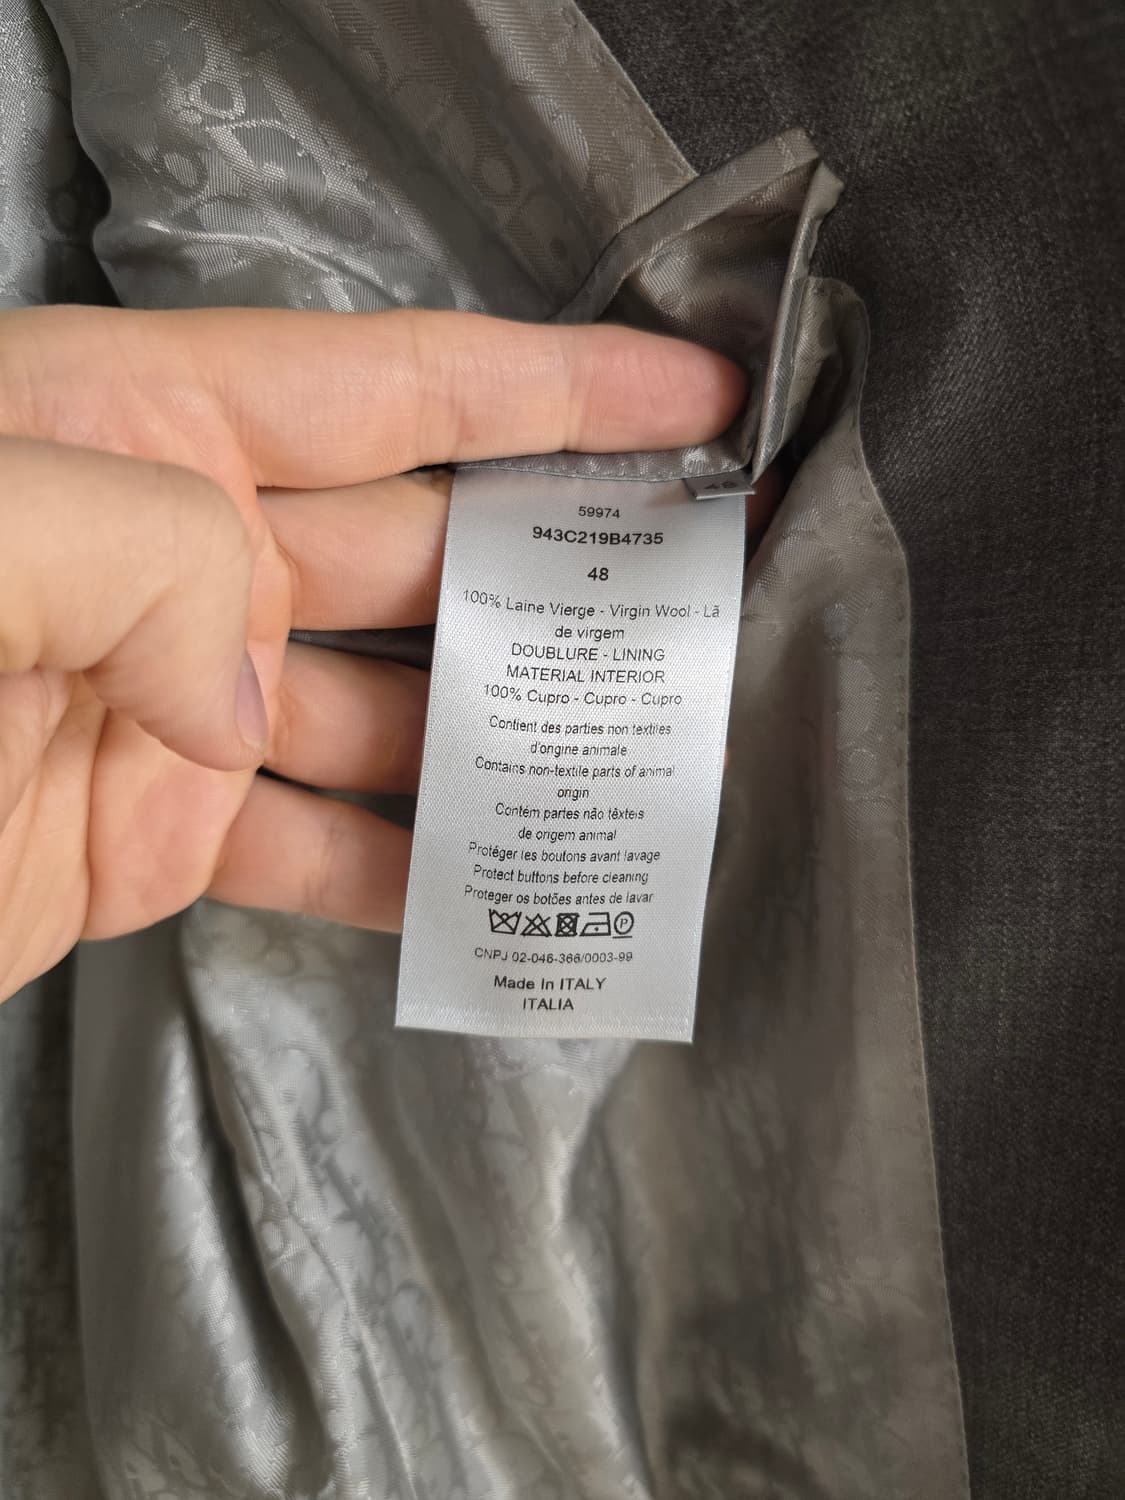 48
59974
943C219B4735
48
100% Laine Vierge - Virgin Wool - Lã
de virgem
DOUBLURE - LINING
MATERIAL INTERIOR
100% Cupro - Cupro - Cupro
Contient des parties non textiles
d'origine animale
Contains non-textile parts of animal
origin
Contém partes não têxteis
de origem animal
Protéger les boutons avant lavage
Protect buttons before cleaning
Proteger os botões antes de lavar
P
CNPJ 02-046-366/0003-99
Made In ITALY
ITALIA